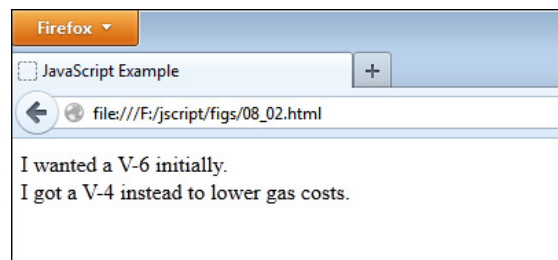 Firefox
JavaScript Example
+
file:///F:/jscript/figs/08_02.html
I wanted a V-6 initially.
I got a V-4 instead to lower gas costs.